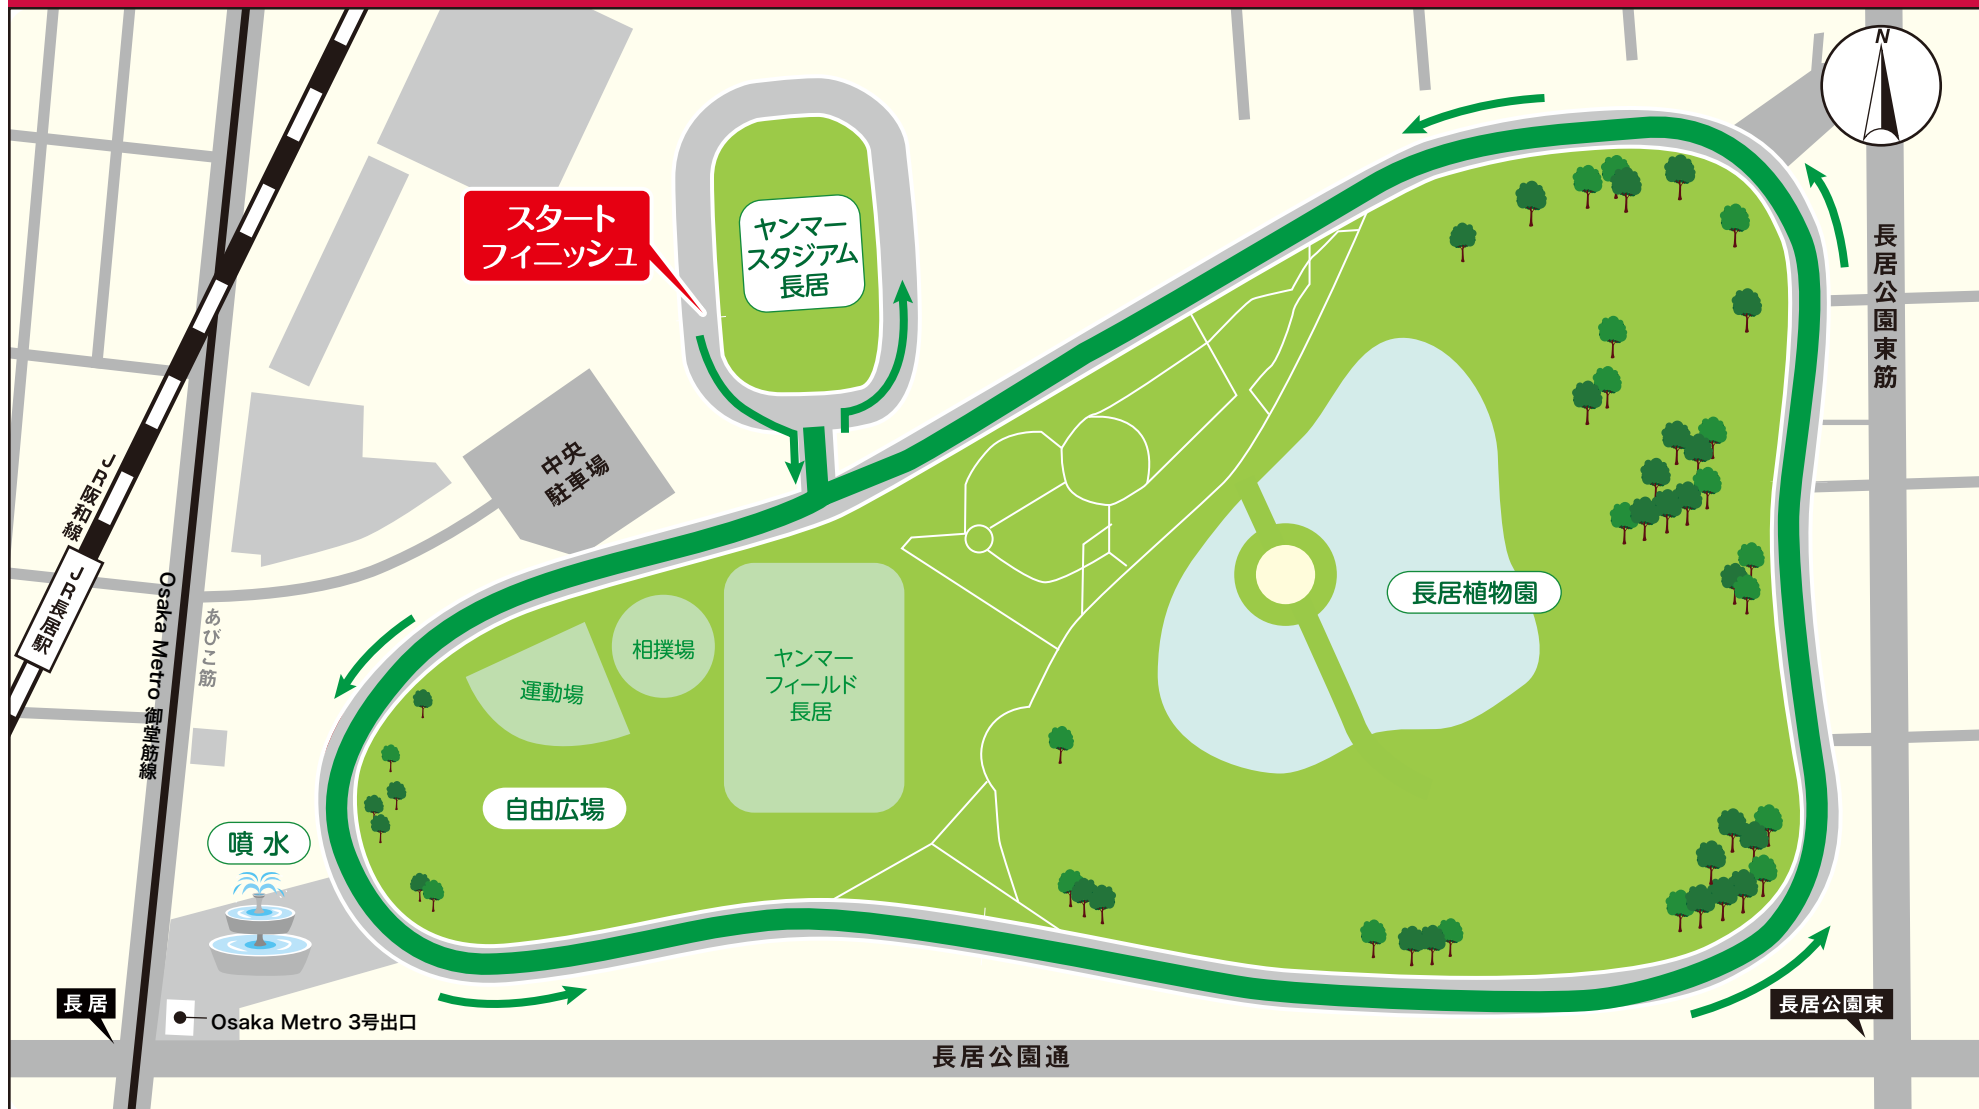 N
スタート
フィニッシュ
ヤンマー
スタジアム
長居
長居公園東筋
中央
駐車場
JR阪和線
JR長居駅
Osaka Metro 御堂筋線
あびこ筋
長居植物園
相撲場
運動場
ヤンマー
フィールド
長居
自由広場
噴 水
長居
Osaka Metro 3号出口
長居公園東
長居公園通